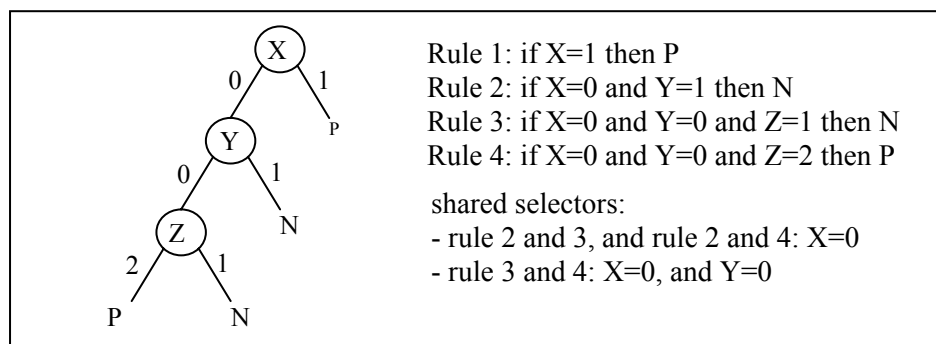 X
0
1
P
Y
0
1
N
Z
2
1
P
N
Rule 1: if X=1 then P
Rule 2: if X=0 and Y=1 then N
Rule 3: if X=0 and Y=0 and Z=1 then N
Rule 4: if X=0 and Y=0 and Z=2 then P
shared selectors:
- rule 2 and 3, and rule 2 and 4: X=0
- rule 3 and 4: X=0, and Y=0